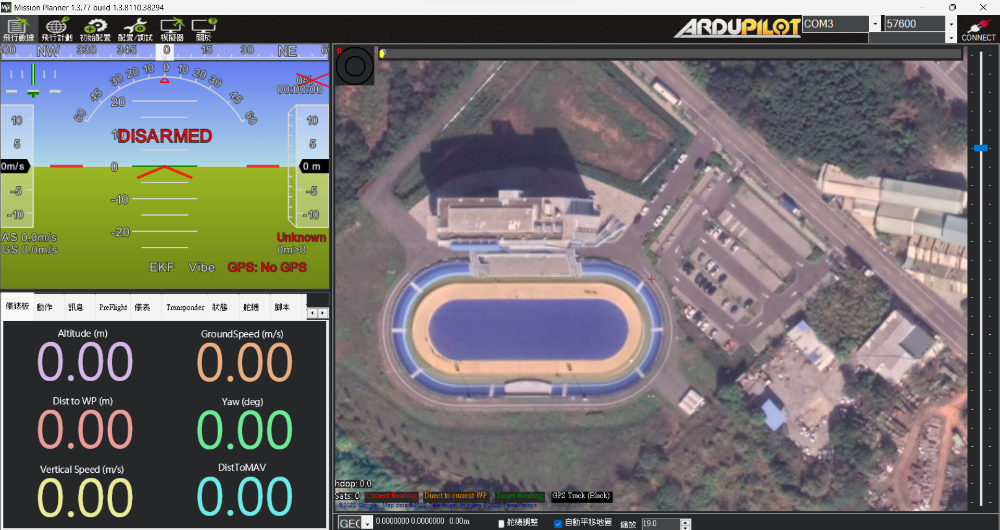 Mission Planner 1.3.77 build 1.3.8110.38294
飛行數據 飛行計劃 初始配置 配置/調試 模擬器 關於
ARDUPILOT
COM3 57600
CONNECT
300 NW 330 345 0 15 30 NE 6
0
0
60 45 30 20 10 0 10 20 30 45 60
0%
00:00:00
20
10
DISARMED
0
-10
-20
10
5
0m/s
-5
-10
10
5
0 m
-5
-10
AS 0.0m/s
GS 0.0m/s
Unknown
0m>0
EKF Vibe GPS: No GPS
儀錶板 動作 訊息 PreFlight 儀表 Transponder 狀態 舵機 腳本
Altitude (m)
0.00
GroundSpeed (m/s)
0.00
Dist to WP (m)
0.00
Yaw (deg)
0.00
Vertical Speed (m/s)
0.00
DistToMAV
0.00
2022 Google
hdop: 0.0
Sats: 0 Current Heading Direct to current WP Target Heading GPS Track (Black)
©2022 Google - Map data ©2022 Tele Atlas, Imagery ©2022 TerraMetrics
GEO 0.0000000 0.0000000 0.00m 舵機調整 自動平移地圖 縮放 19.0